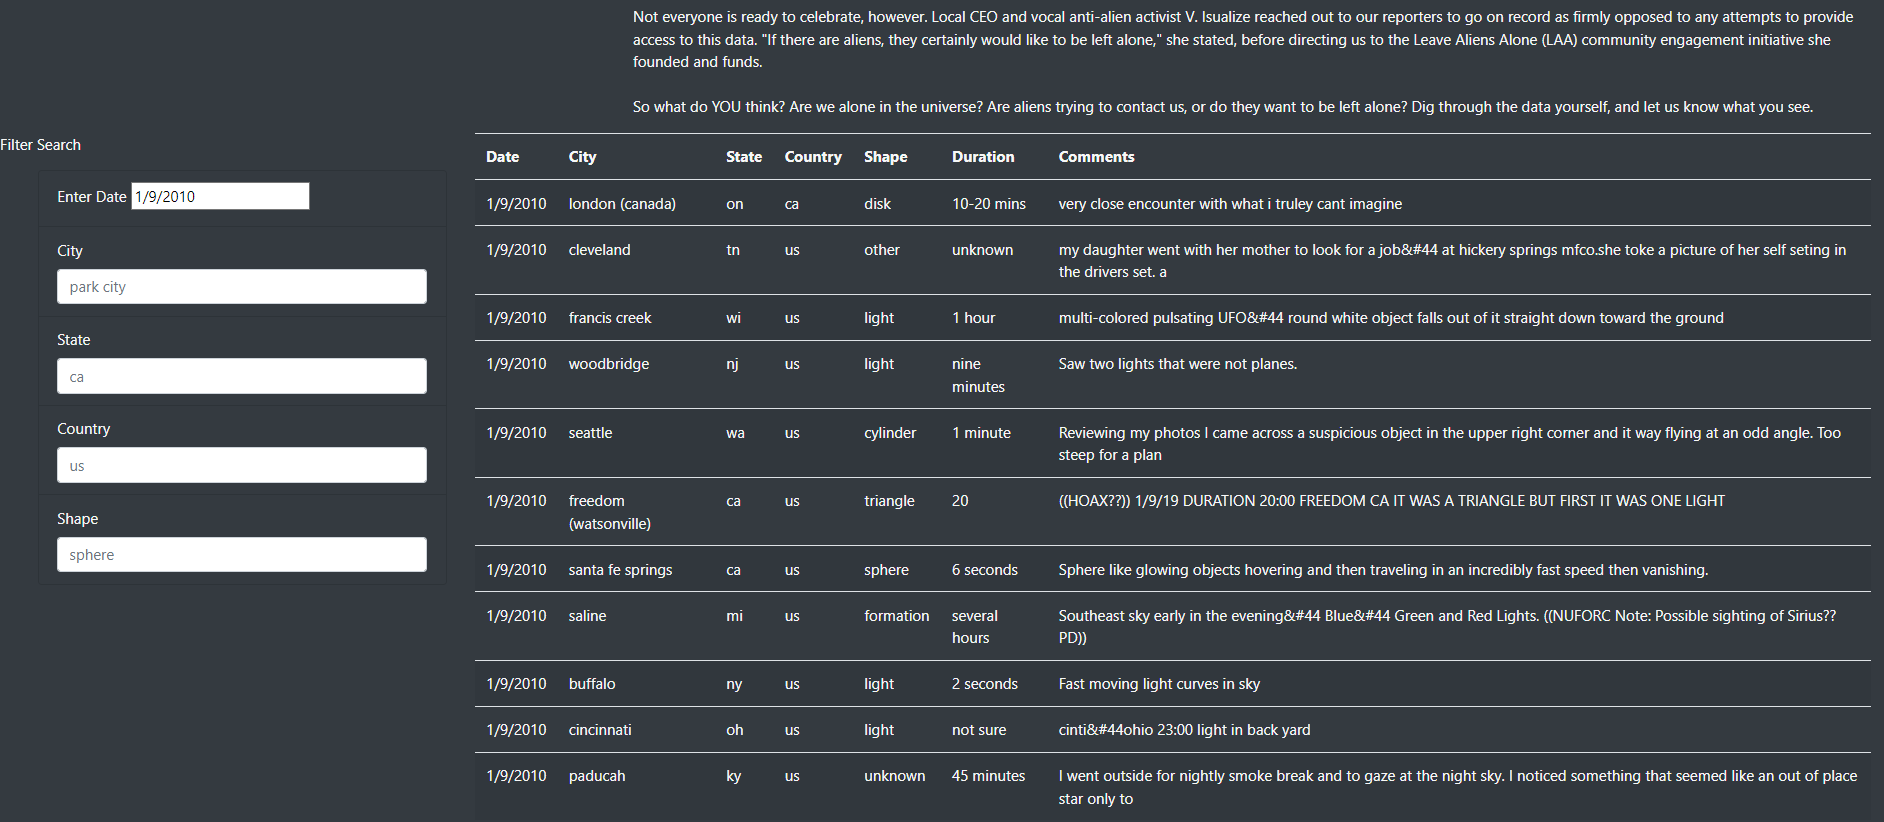 Not everyone is ready to celebrate, however. Local CEO and vocal anti-alien activist V. Isualize reached out to our reporters to go on record as firmly opposed to any attempts to provide
access to this data. "If there are aliens, they certainly would like to be left alone," she stated, before directing us to the Leave Aliens Alone (LAA) community engagement initiative she
founded and funds.
So what do YOU think? Are we alone in the universe? Are aliens trying to contact us, or do they want to be left alone? Dig through the data yourself, and let us know what you see.
Filter Search
Enter Date 1/9/2010
City
park city
State
ca
Country
us
Shape
sphere
Date City State Country Shape Duration Comments
1/9/2010 london (canada) on ca disk 10-20 mins very close encounter with what i truley cant imagine
1/9/2010 cleveland tn us other unknown my daughter went with her mother to look for a job&#44 at hickery springs mfco.she toke a picture of her self seting in
the drivers set. a
1/9/2010 francis creek wi us light 1 hour multi-colored pulsating UFO&#44 round white object falls out of it straight down toward the ground
1/9/2010 woodbridge nj us light nine Saw two lights that were not planes.
minutes
1/9/2010 seattle wa us cylinder 1 minute Reviewing my photos I came across a suspicious object in the upper right corner and it way flying at an odd angle. Too
steep for a plan
1/9/2010 freedom ca us triangle 20 ((HOAX??)) 1/9/19 DURATION 20:00 FREEDOM CA IT WAS A TRIANGLE BUT FIRST IT WAS ONE LIGHT
(watsonville)
1/9/2010 santa fe springs ca us sphere 6 seconds Sphere like glowing objects hovering and then traveling in an incredibly fast speed then vanishing.
1/9/2010 saline mi us formation several Southeast sky early in the evening&#44 Blue&#44 Green and Red Lights. ((NUFORC Note: Possible sighting of Sirius??
hours PD))
1/9/2010 buffalo ny us light 2 seconds Fast moving light curves in sky
1/9/2010 cincinnati oh us light not sure cinti&#44ohio 23:00 light in back yard
1/9/2010 paducah ky us unknown 45 minutes I went outside for nightly smoke break and to gaze at the night sky. I noticed something that seemed like an out of place
star only to